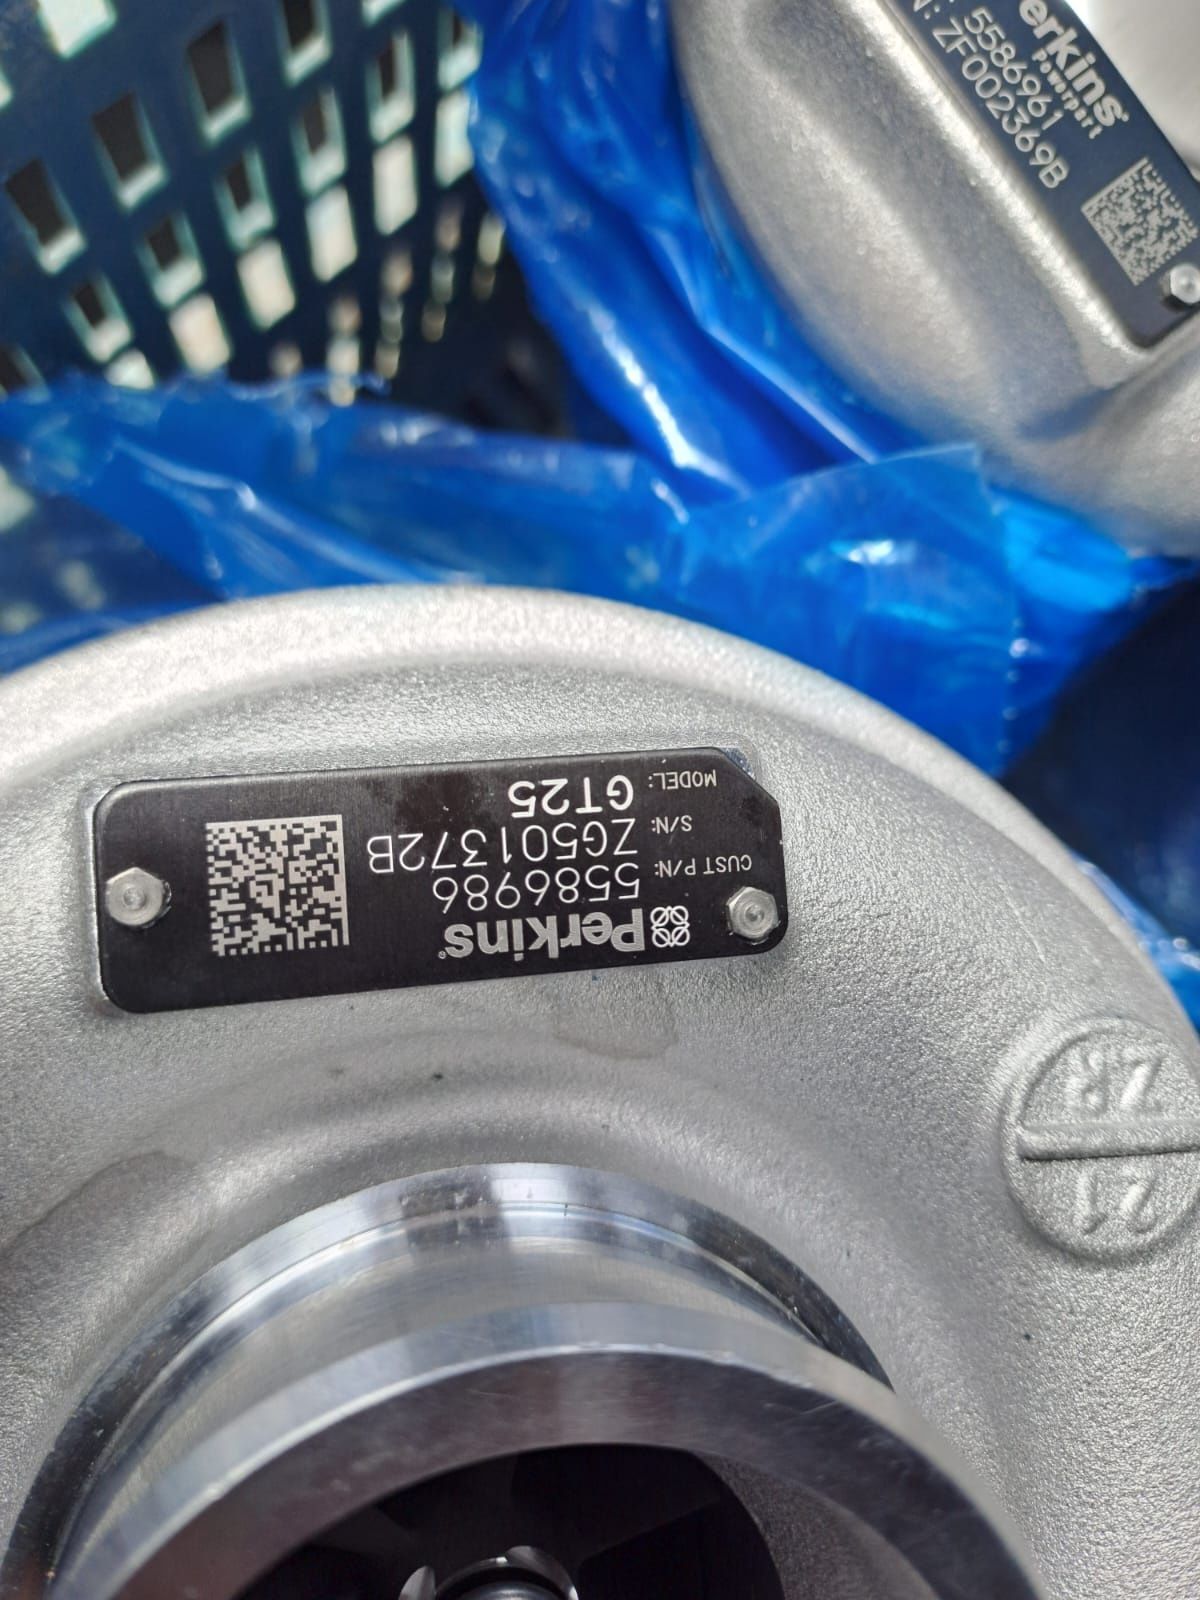 Perkins
CUST P/N: 5586986
S/N: ZG501372B
MODEL: GT25
21
ZR
erkins
Powerpart
: 5586961
N: ZF002369B